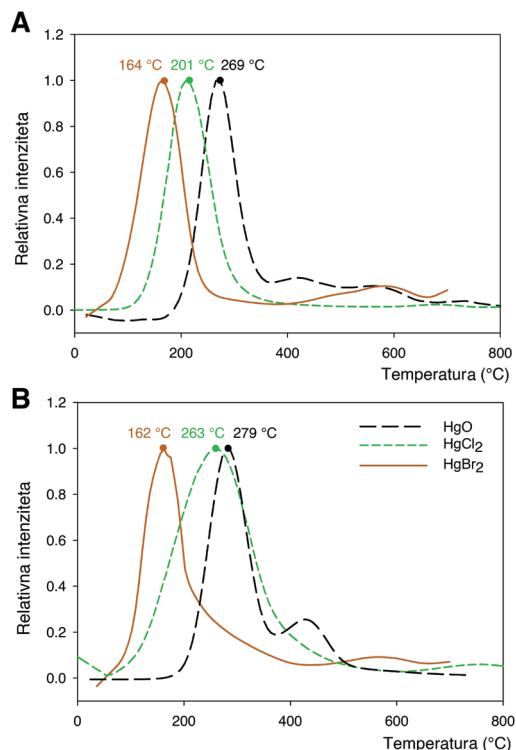 A
1.2
164 °C 201 °C 269 °C
1.0
0.8
0.6
0.4
0.2
0.0
Relativna intenziteta
0 200 400 600 800
Temperatura (°C)
B
1.2
162 °C 263 °C 279 °C
1.0
0.8
0.6
0.4
0.2
0.0
Relativna intenziteta
HgO
HgCl2
HgBr2
0 200 400 600 800
Temperatura (°C)